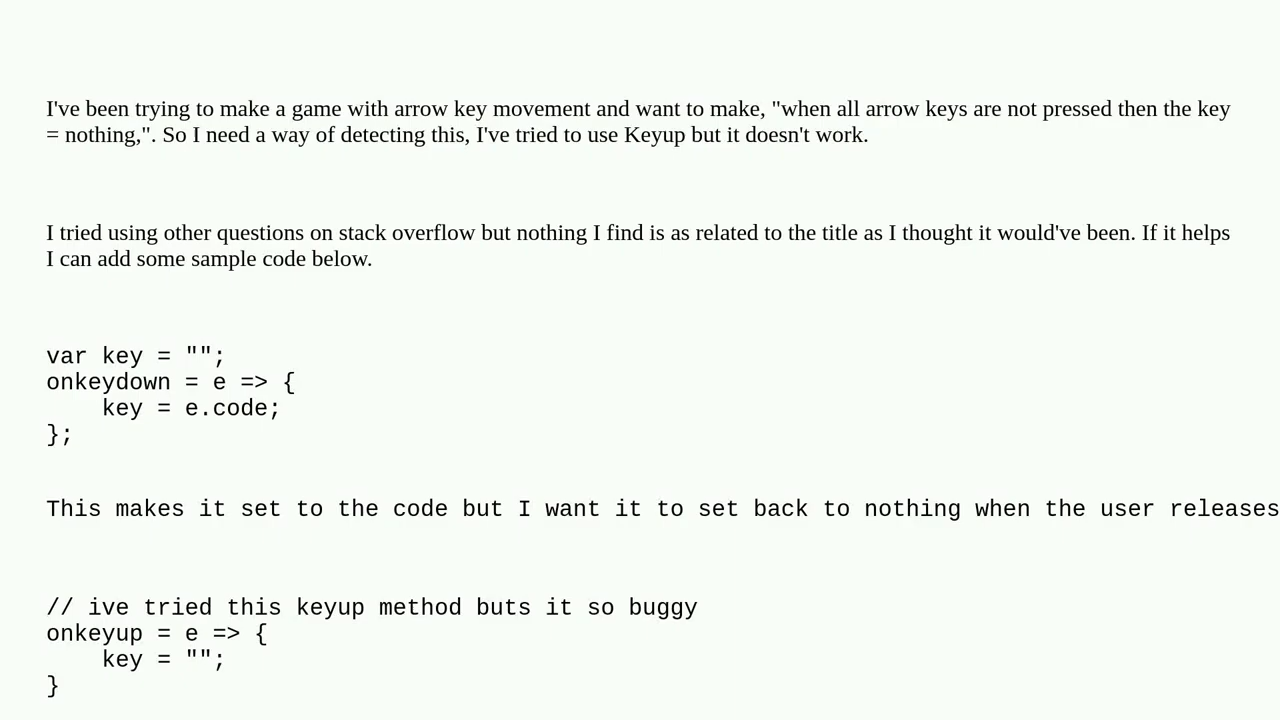 I've been trying to make a game with arrow key movement and want to make, "when all arrow keys are not pressed then the key
= nothing,". So I need a way of detecting this, I've tried to use Keyup but it doesn't work.
I tried using other questions on stack overflow but nothing I find is as related to the title as I thought it would've been. If it helps
I can add some sample code below.
var key = "";
onkeydown = e => {
    key = e.code;
};
This makes it set to the code but I want it to set back to nothing when the user releases
// ive tried this keyup method buts it so buggy
onkeyup = e => {
    key = "";
}